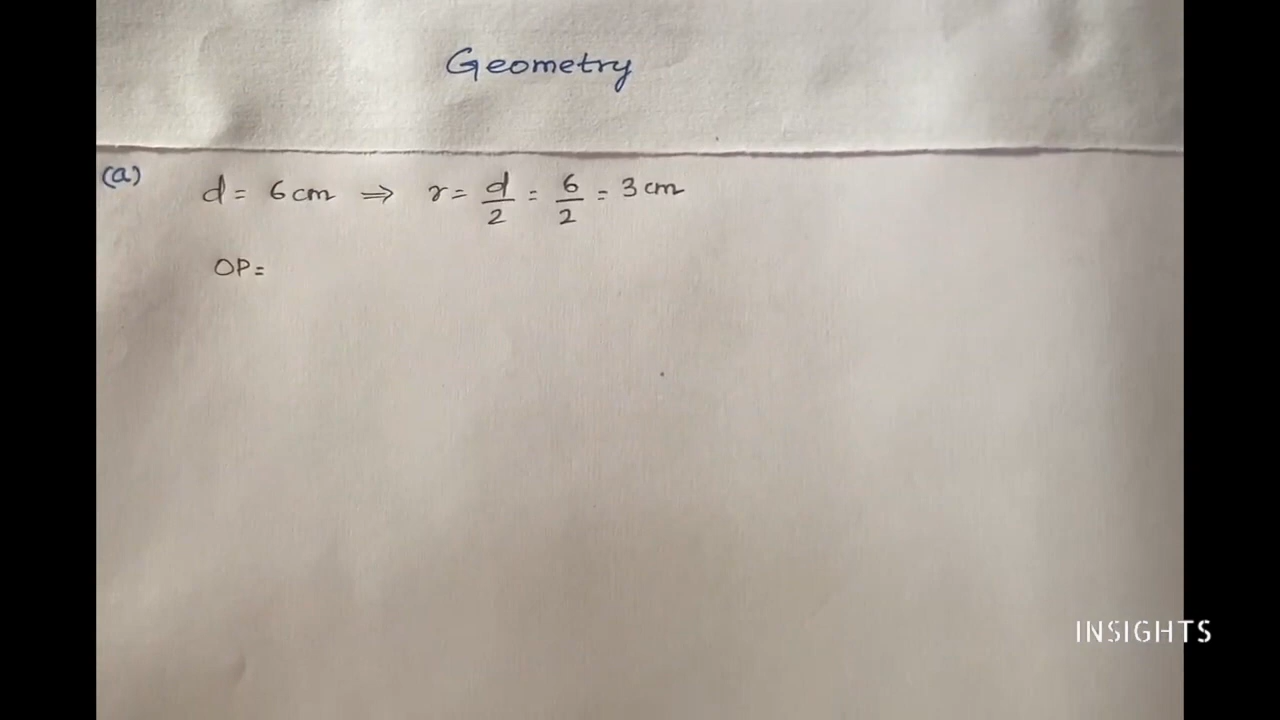 Geometry
(a) d = 6 cm ⇒ r = d/2 = 6/2 = 3 cm
OP =
INSIGHTS